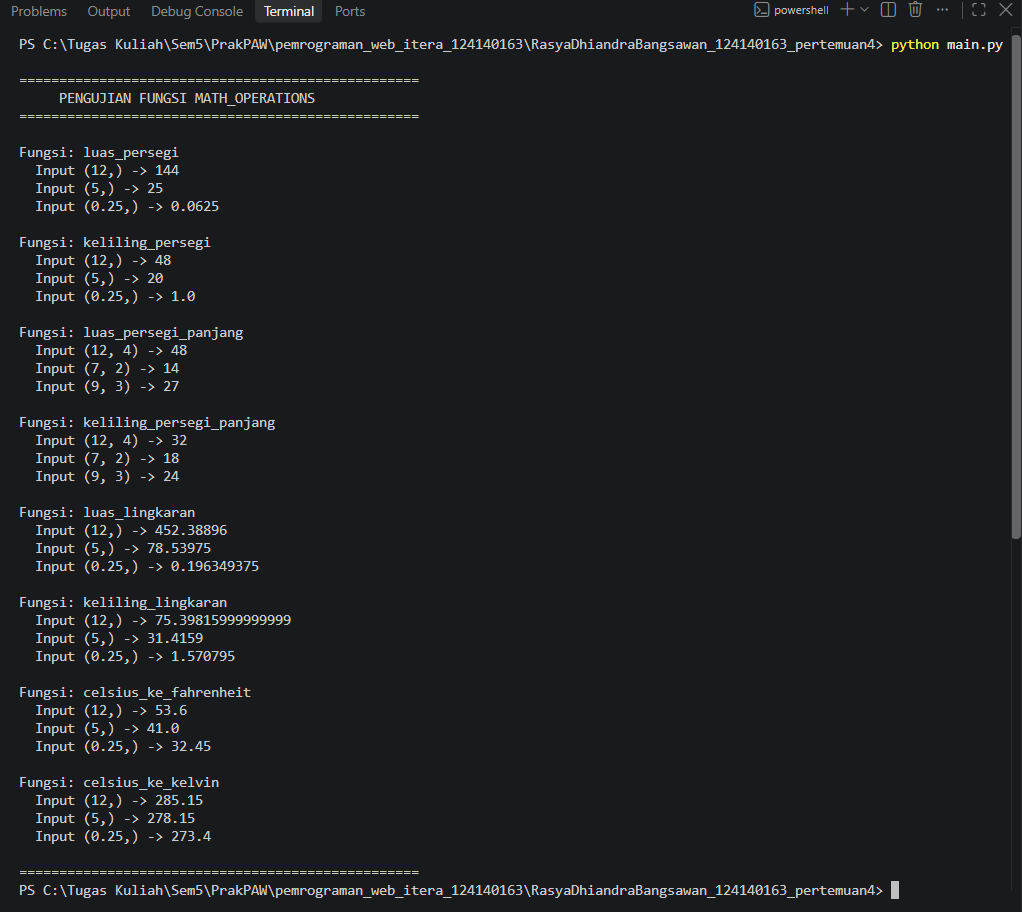 Problems Output Debug Console Terminal Ports powershell
PS C:\Tugas Kuliah\Sem5\PrakPAW\pemrograman_web_itera_124140163\RasyaDhiandraBangsawan_124140163_pertemuan4> python main.py
==================================================
PENGUJIAN FUNGSI MATH_OPERATIONS
==================================================
Fungsi: luas_persegi
Input (12,) -> 144
Input (5,) -> 25
Input (0.25,) -> 0.0625
Fungsi: keliling_persegi
Input (12,) -> 48
Input (5,) -> 20
Input (0.25,) -> 1.0
Fungsi: luas_persegi_panjang
Input (12, 4) -> 48
Input (7, 2) -> 14
Input (9, 3) -> 27
Fungsi: keliling_persegi_panjang
Input (12, 4) -> 32
Input (7, 2) -> 18
Input (9, 3) -> 24
Fungsi: luas_lingkaran
Input (12,) -> 452.38896
Input (5,) -> 78.53975
Input (0.25,) -> 0.196349375
Fungsi: keliling_lingkaran
Input (12,) -> 75.39815999999999
Input (5,) -> 31.4159
Input (0.25,) -> 1.570795
Fungsi: celsius_ke_fahrenheit
Input (12,) -> 53.6
Input (5,) -> 41.0
Input (0.25,) -> 32.45
Fungsi: celsius_ke_kelvin
Input (12,) -> 285.15
Input (5,) -> 278.15
Input (0.25,) -> 273.4
==================================================
PS C:\Tugas Kuliah\Sem5\PrakPAW\pemrograman_web_itera_124140163\RasyaDhiandraBangsawan_124140163_pertemuan4>